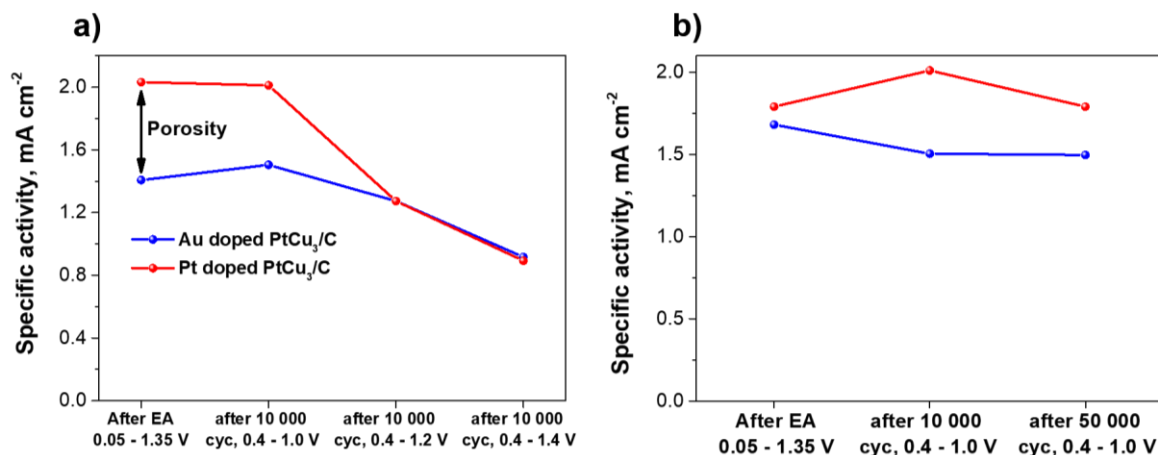 a)
Specific activity, mA cm⁻²
2.0
1.6
1.2
0.8
0.4
0.0
Porosity
Au doped PtCu₃/C
Pt doped PtCu₃/C
After EA
0.05 - 1.35 V
after 10 000
cyc, 0.4 - 1.0 V
after 10 000
cyc, 0.4 - 1.2 V
after 10 000
cyc, 0.4 - 1.4 V
b)
Specific activity, mA cm⁻²
2.0
1.5
1.0
0.5
0.0
After EA
0.05 - 1.35 V
after 10 000
cyc, 0.4 - 1.0 V
after 50 000
cyc, 0.4 - 1.0 V